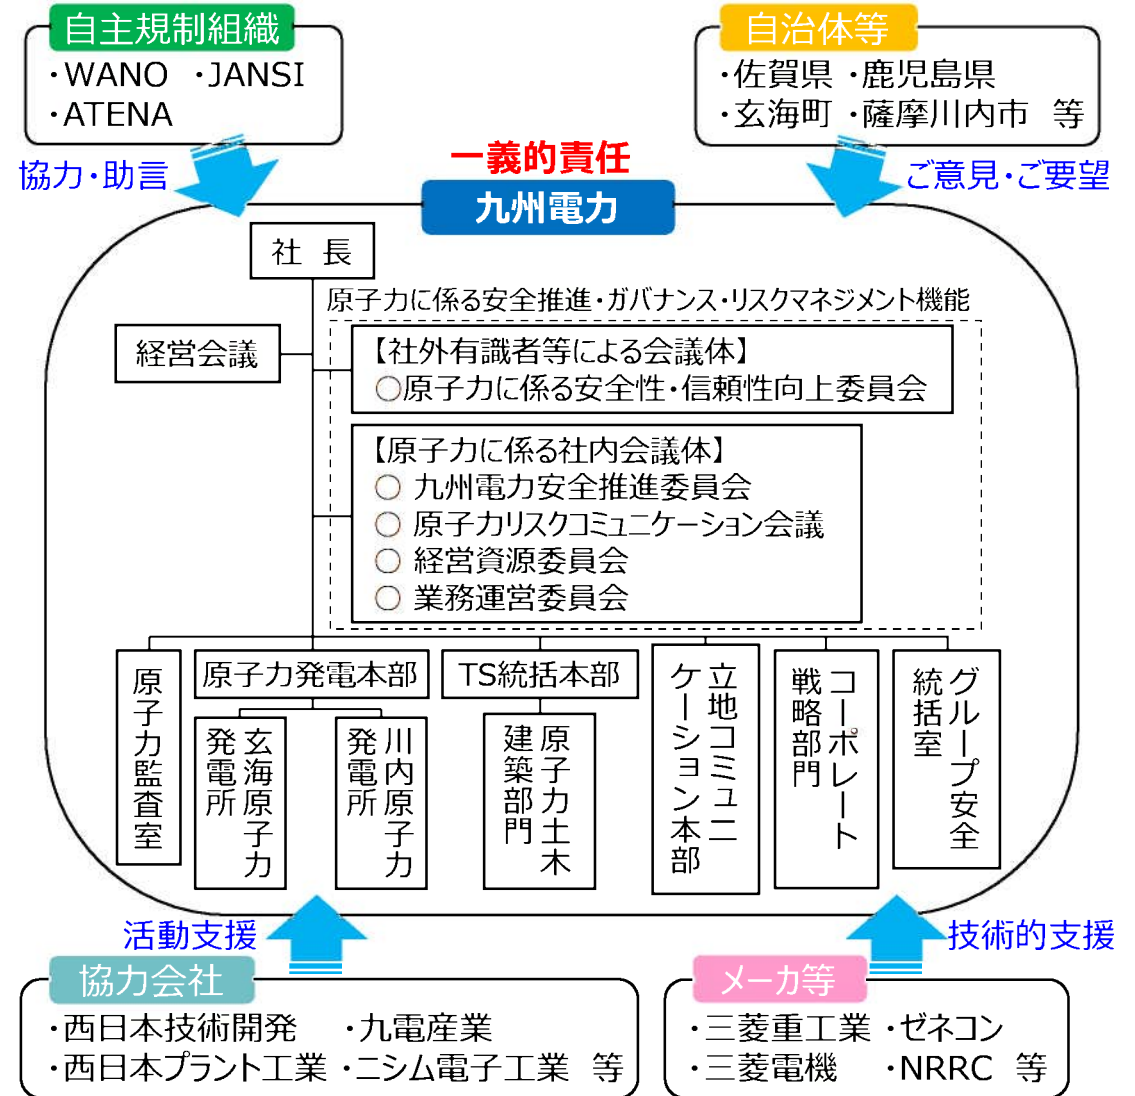 自主規制組織
・WANO ・JANSI
・ATENA
協力・助言
自治体等
・佐賀県 ・鹿児島県
・玄海町 ・薩摩川内市 等
ご意見・ご要望
一義的責任
九州電力
社 長
経営会議
原子力に係る安全推進・ガバナンス・リスクマネジメント機能
【社外有識者等による会議体】
○原子力に係る安全性・信頼性向上委員会
【原子力に係る社内会議体】
○ 九州電力安全推進委員会
○ 原子力リスクコミュニケーション会議
○ 経営資源委員会
○ 業務運営委員会
原子力監査室
原子力発電本部
玄海原子力
発電所
川内原子力
発電所
TS統括本部
原子力土木
建築部門
立地コミュニ
ケーション本部
コーポレート
戦略部門
グループ安全
統括室
活動支援
協力会社
・西日本技術開発 ・九電産業
・西日本プラント工業 ・ニシム電子工業 等
技術的支援
メーカ等
・三菱重工業 ・ゼネコン
・三菱電機 ・NRRC 等